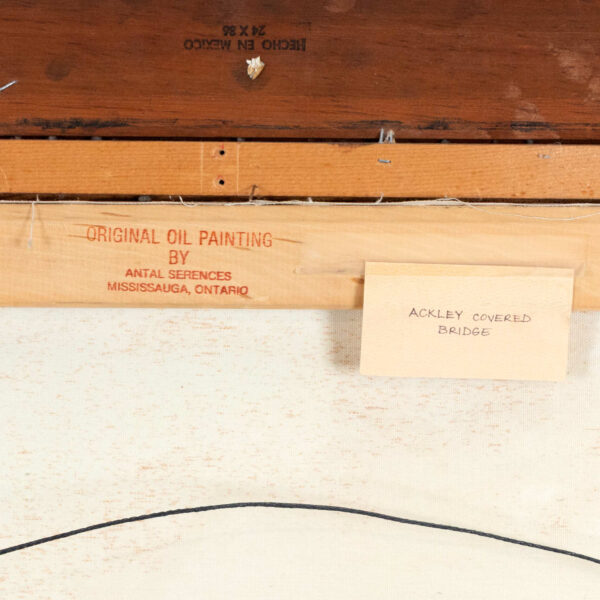 HECHO EN MEXICO
24 X 36
ORIGINAL OIL PAINTING
BY
ANTAL SERENCES
MISSISSAUGA, ONTARIO
ACKLEY COVERED
BRIDGE